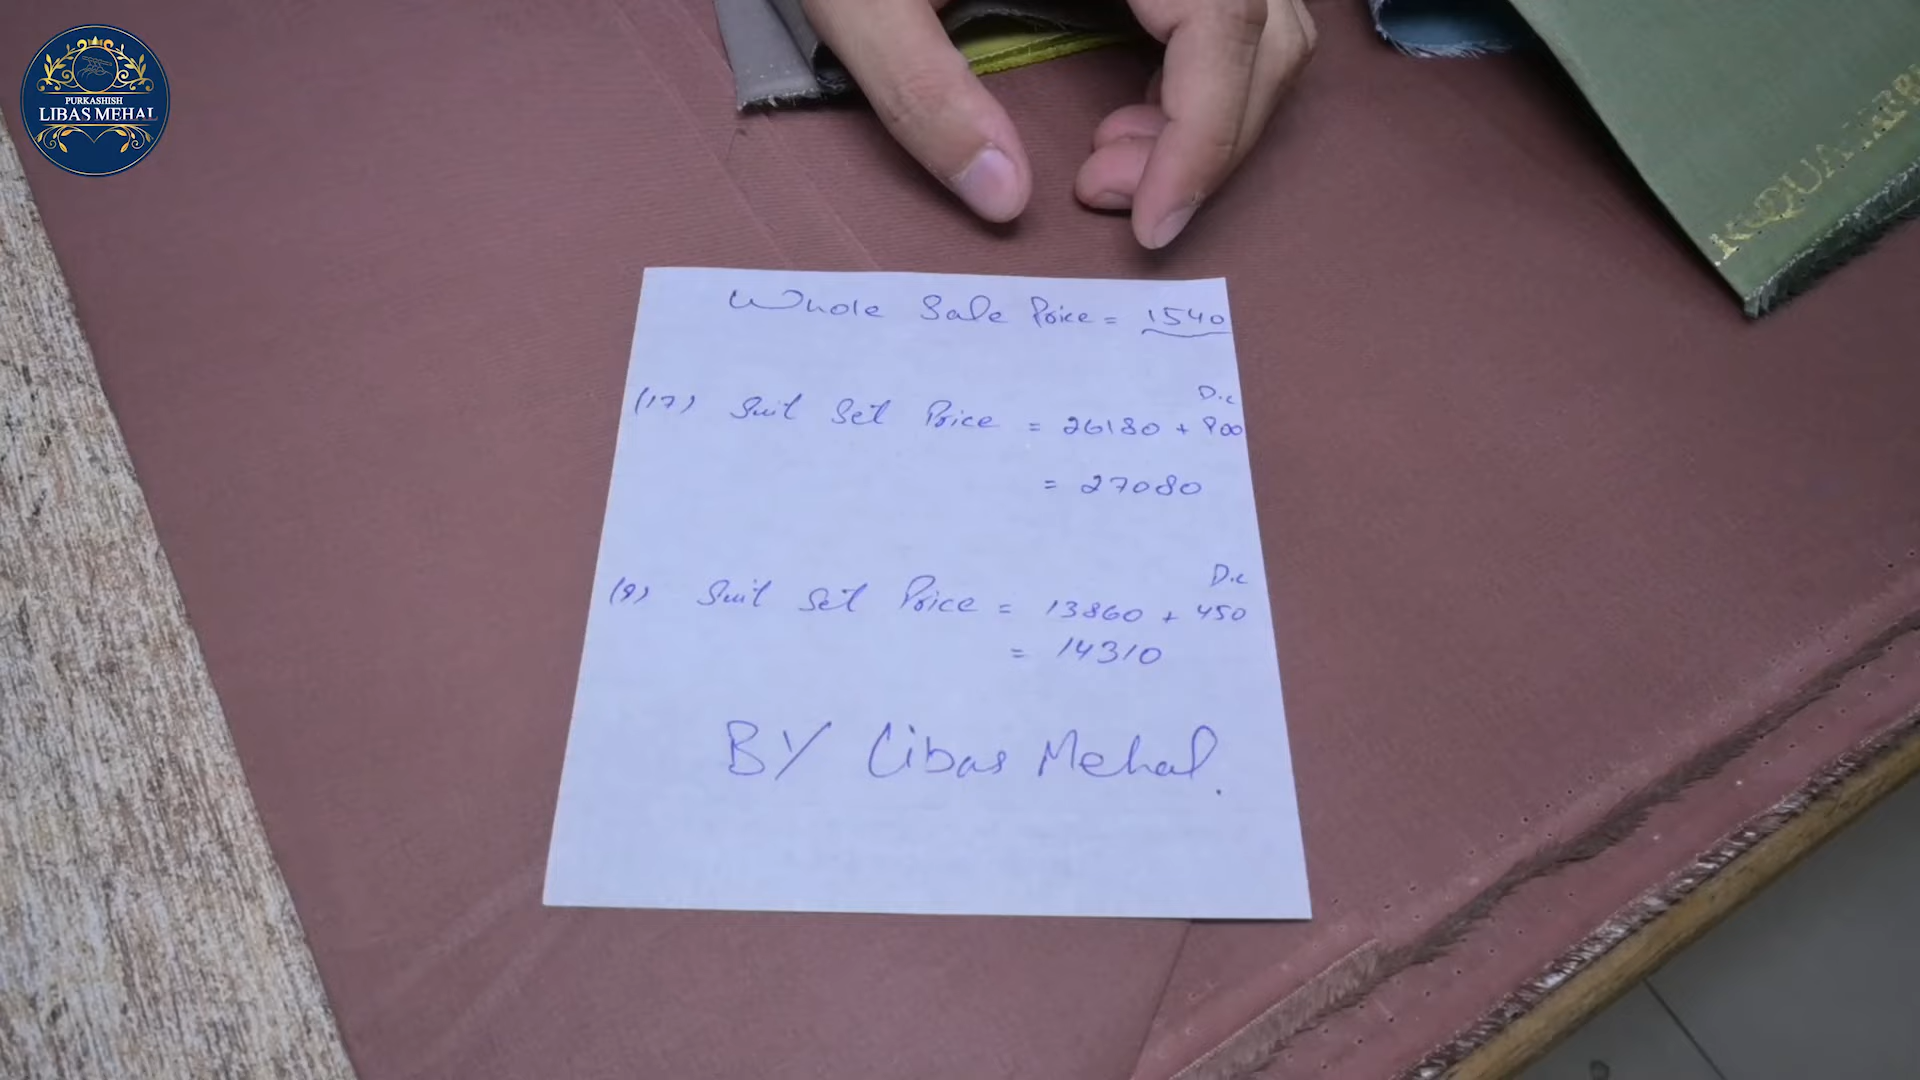 PURKASHISH
LIBAS MEHAL
Whole Sale Price = 1540
D.c
(17) Suit Set Price = 26180 + 900
= 27080
D.c
(9) Suit Set Price = 13860 + 450
= 14310
BY Libas Mehal.